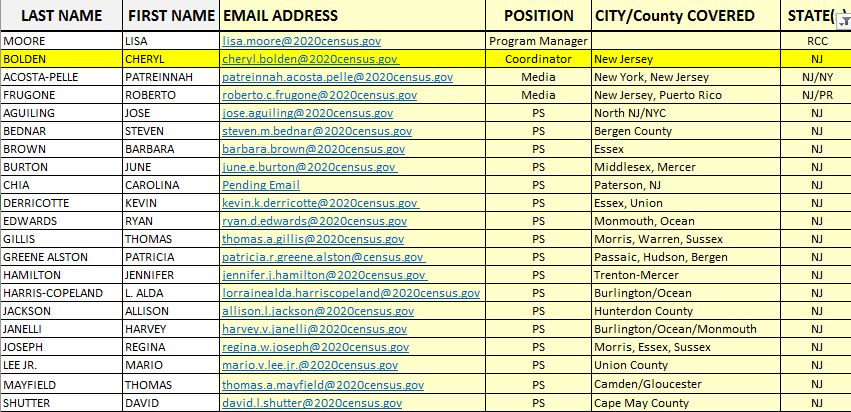 LAST NAME FIRST NAME EMAIL ADDRESS POSITION CITY/County COVERED STATE(
MOORE LISA lisa.moore@2020census.gov Program Manager RCC
BOLDEN CHERYL cheryl.bolden@2020census.gov Coordinator New Jersey NJ
ACOSTA-PELLE PATREINNAH patreinnah.acosta.pelle@2020census.gov Media New York, New Jersey NJ/NY
FRUGONE ROBERTO roberto.c.frugone@2020census.gov Media New Jersey, Puerto Rico NJ/PR
AGUILING JOSE jose.aguiling@2020census.gov PS North NJ/NYC NJ
BEDNAR STEVEN steven.m.bednar@2020census.gov PS Bergen County NJ
BROWN BARBARA barbara.brown@2020census.gov PS Essex NJ
BURTON JUNE june.e.burton@2020census.gov PS Middlesex, Mercer NJ
CHIA CAROLINA Pending Email PS Paterson, NJ NJ
DERRICOTTE KEVIN kevin.k.derricotte@2020census.gov PS Essex, Union NJ
EDWARDS RYAN ryan.d.edwards@2020census.gov PS Monmouth, Ocean NJ
GILLIS THOMAS thomas.a.gillis@2020census.gov PS Morris, Warren, Sussex NJ
GREENE ALSTON PATRICIA patricia.r.greene.alston@census.gov PS Passaic, Hudson, Bergen NJ
HAMILTON JENNIFER jennifer.j.hamilton@2020census.gov PS Trenton-Mercer NJ
HARRIS-COPELAND L. ALDA lorrainealda.harriscopeland@2020census.gov PS Burlington/Ocean NJ
JACKSON ALLISON allison.l.jackson@2020census.gov PS Hunterdon County NJ
JANELLI HARVEY harvey.v.janelli@2020census.gov PS Burlington/Ocean/Monmouth NJ
JOSEPH REGINA regina.w.joseph@2020census.gov PS Morris, Essex, Sussex NJ
LEE JR. MARIO mario.v.lee.jr.@2020census.gov PS Union County NJ
MAYFIELD THOMAS thomas.a.mayfield@2020census.gov PS Camden/Gloucester NJ
SHUTTER DAVID david.l.shutter@2020census.gov PS Cape May County NJ